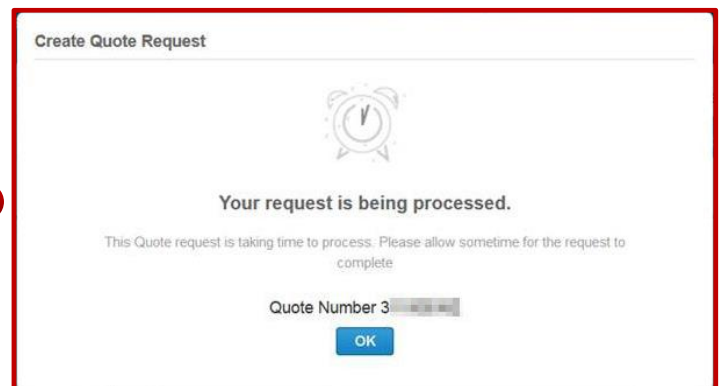 Create Quote Request
Your request is being processed.
This Quote request is taking time to process. Please allow sometime for the request to
complete
Quote Number 3
OK